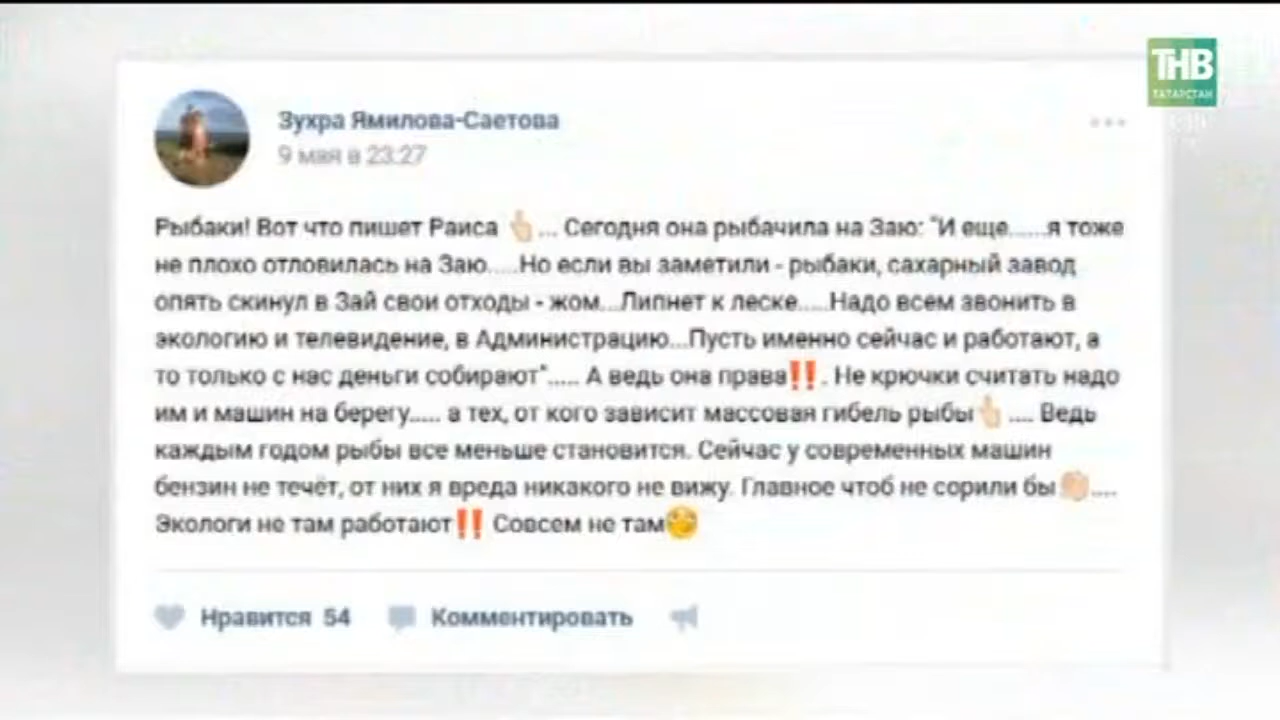 ТНВ
ТАТАРСТАН
Зухра Ямилова-Саетова
9 мая в 23:27
Рыбаки! Вот что пишет Раиса 👆... Сегодня она рыбачила на Заю: "И еще......я тоже
не плохо отловилась на Заю.....Но если вы заметили - рыбаки, сахарный завод
опять скинул в Зай свои отходы - жом...Липнет к леске.....Надо всем звонить в
экологию и телевидение, в Администрацию...Пусть именно сейчас и работают, а
то только с нас деньги собирают"..... А ведь она права‼. Не крючки считать надо
им и машин на берегу..... а тех, от кого зависит массовая гибель рыбы👆.... Ведь
каждым годом рыбы все меньше становится. Сейчас у современных машин
бензин не течёт, от них я вреда никакого не вижу. Главное чтоб не сорили бы👏....
Экологи не там работают‼ Совсем не там🧐
Нравится 54 Комментировать